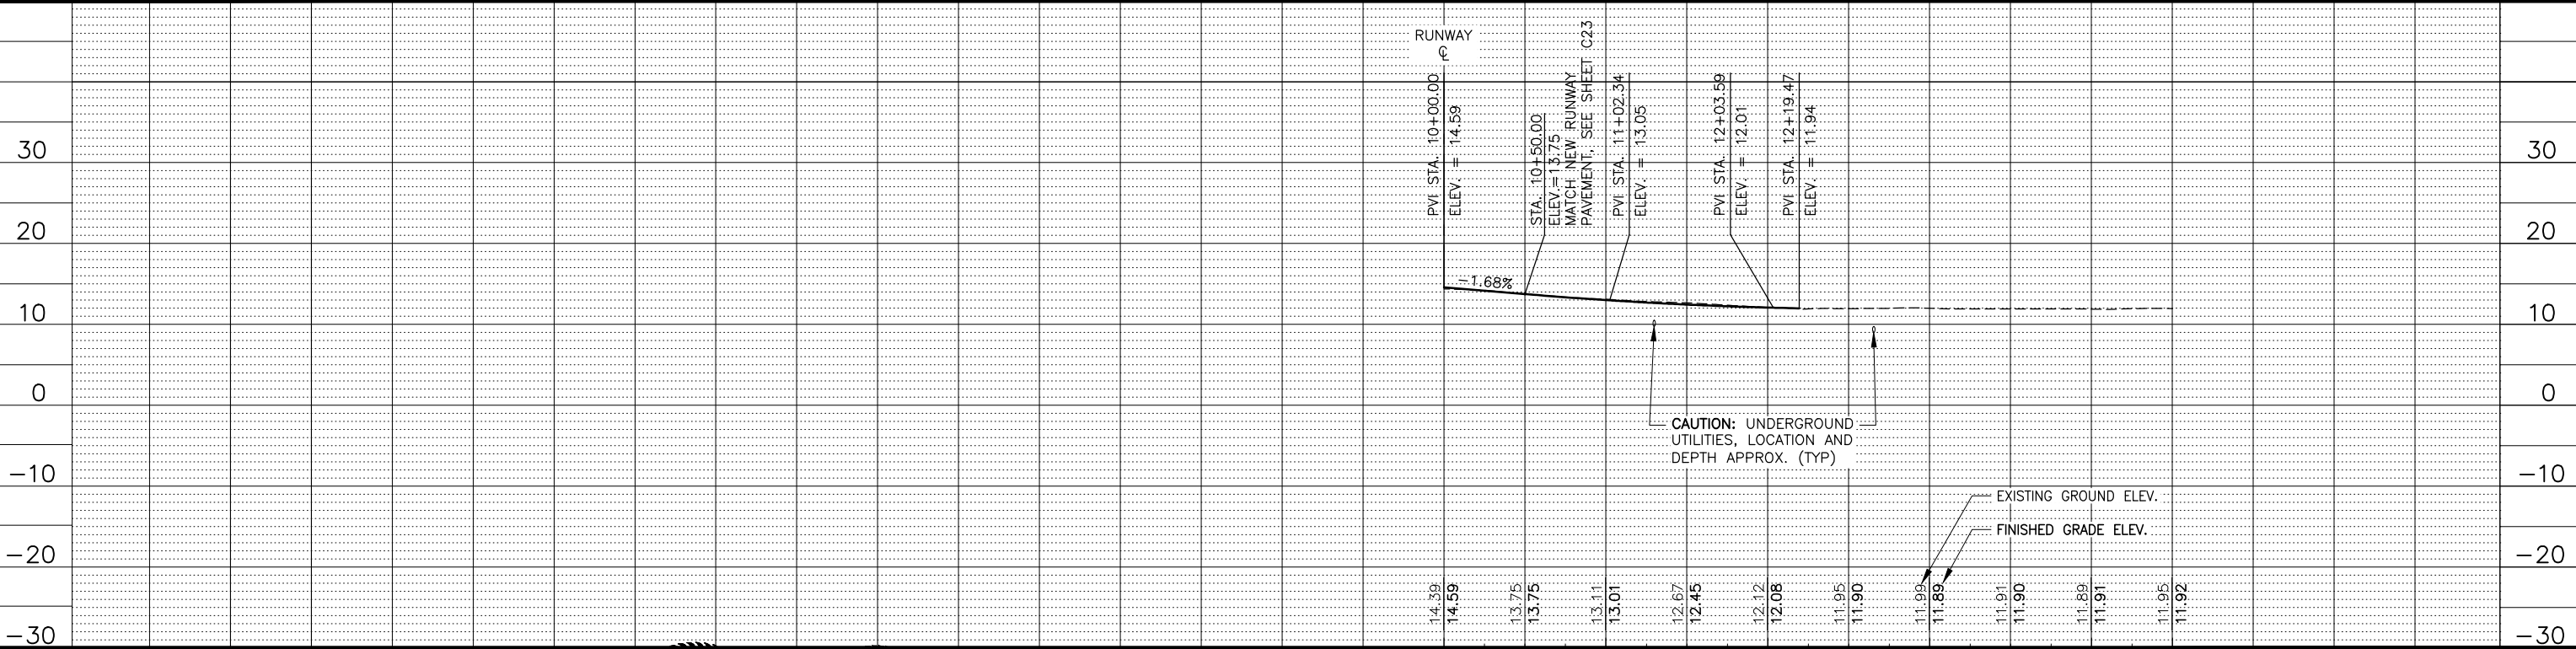 RUNWAY
℄
PVI STA. 10+00.00
ELEV. = 14.59
STA. 10+50.00
ELEV.=13.75
MATCH NEW RUNWAY
PAVEMENT, SEE SHEET C23
PVI STA. 11+02.34
ELEV. = 13.05
PVI STA. 12+03.59
ELEV. = 12.01
PVI STA. 12+19.47
ELEV. = 11.94
30
30
20
20
-1.68%
10
10
0
0
CAUTION: UNDERGROUND
UTILITIES, LOCATION AND
DEPTH APPROX. (TYP)
-10
-10
EXISTING GROUND ELEV.
FINISHED GRADE ELEV.
-20
-20
14.39
14.59
13.75
13.75
13.11
13.01
12.67
12.45
12.12
12.08
11.95
11.90
11.99
11.89
11.91
11.90
11.89
11.91
11.95
11.92
-30
-30